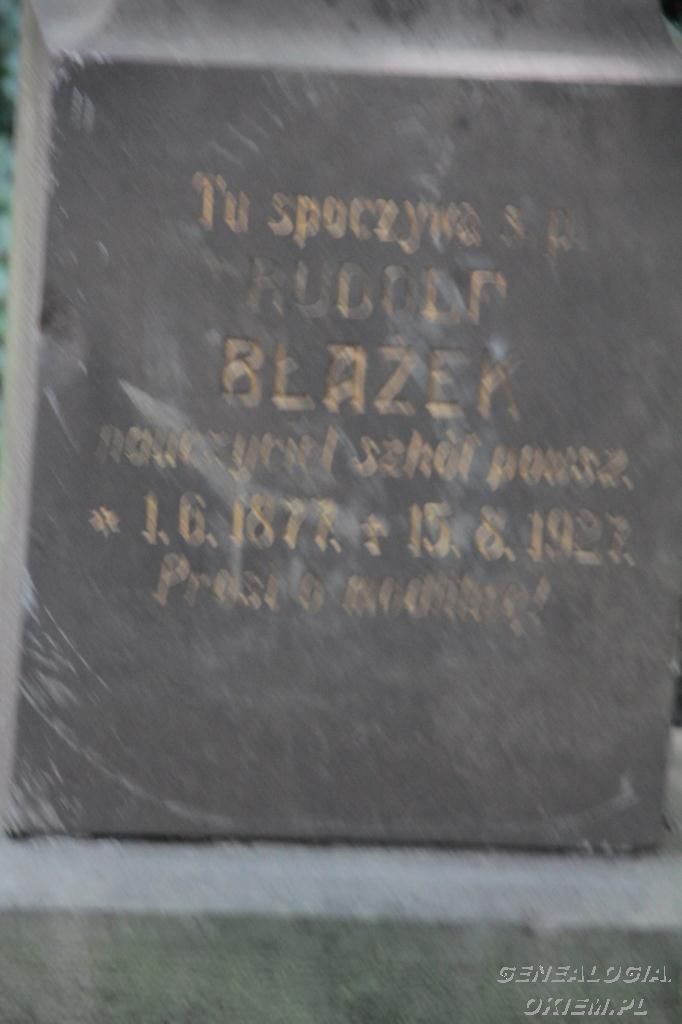 Tu spoczywa ś. p.
RUDOLF
BŁAŻEK
nauczyciel szkół powsz.
* 1. 6. 1877. + 15. 8. 1927.
Prosi o modlitwę!
GENEALOGIA.
OKIEM.PL